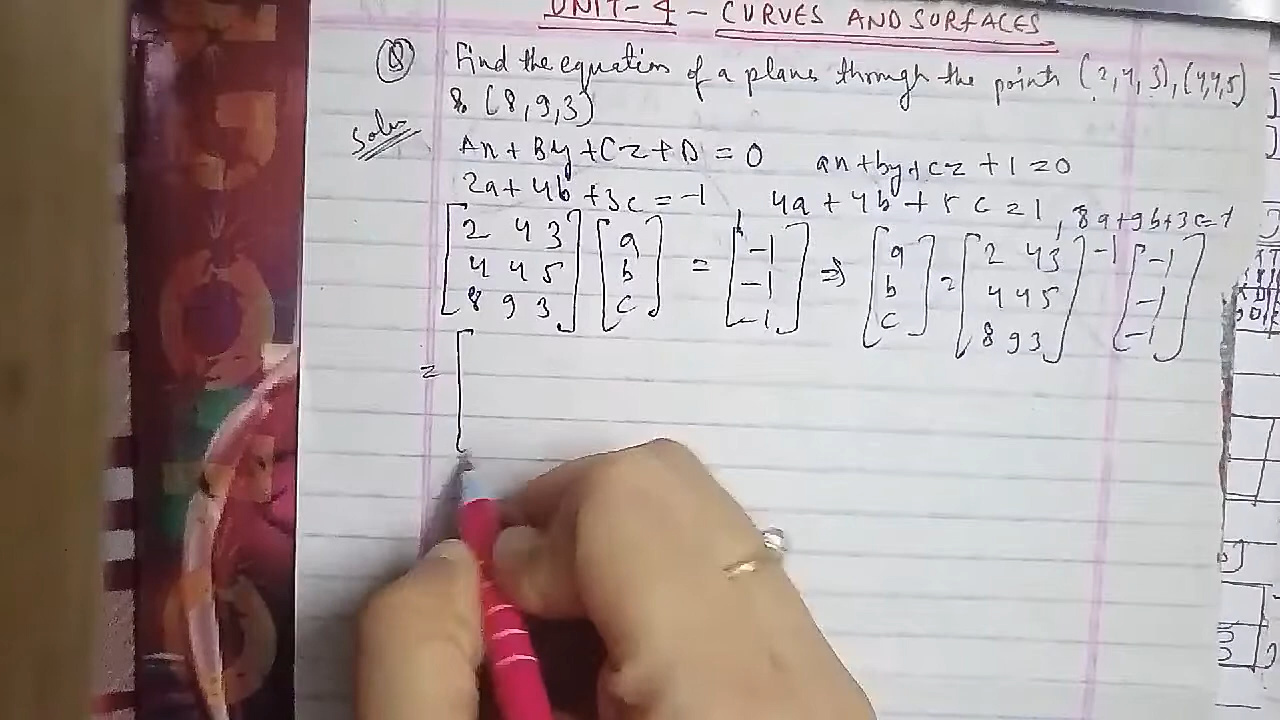 UNIT-4 - CURVES AND SURFACES
Q Find the equation of a plane through the points (2,4,3), (4,4,5)
& (8,9,3)
Soln
Ax + By + Cz + D = 0 ax + by + cz + 1 = 0
2a + 4b + 3c = -1 4a + 4b + 5c = 1, 8a + 9b + 3c = -1
[2 4 3 [a [-1 [a [2 4 3 -1 [-1
4 4 5 b = -1 ⇒ b = 4 4 5 -1
8 9 3] c] -1] c] 8 9 3] -1]
= [